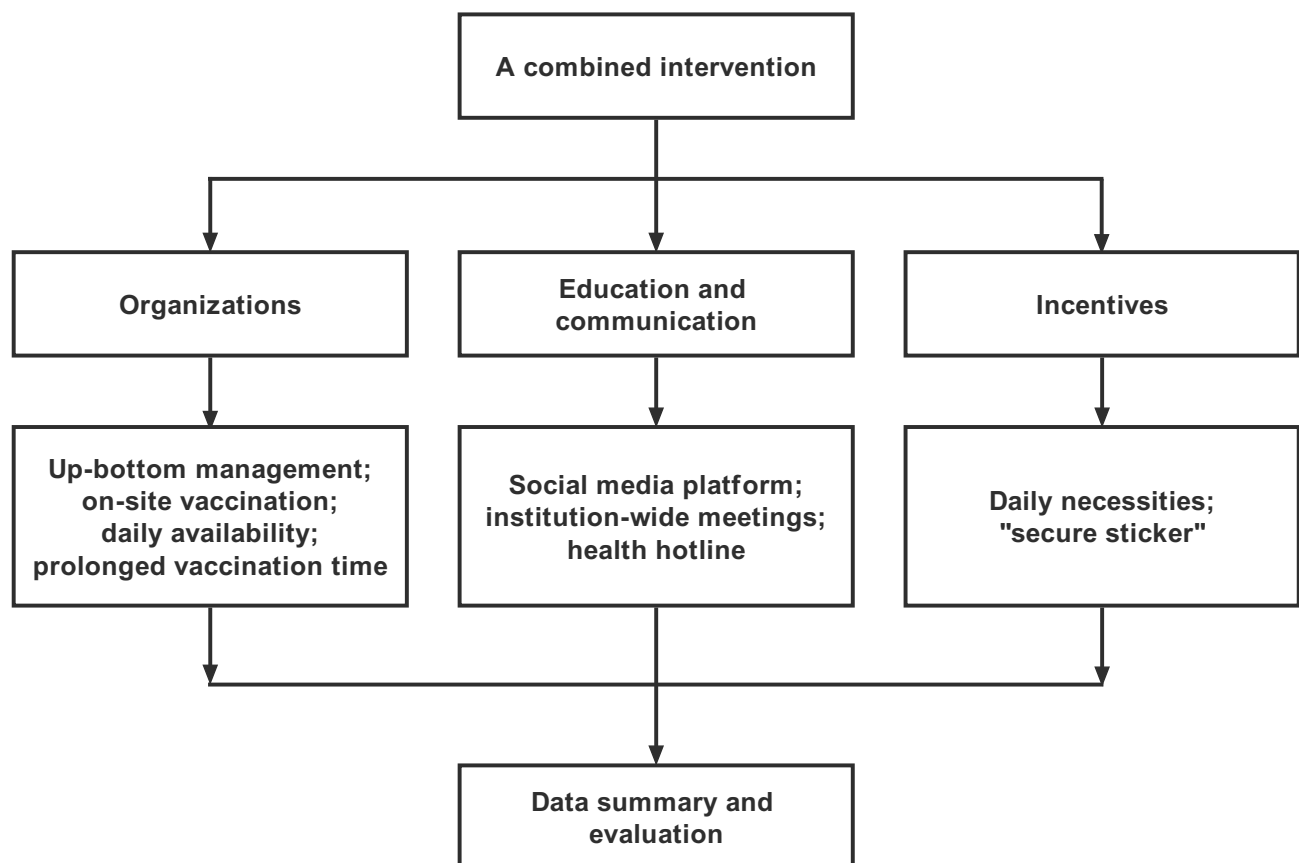 A combined intervention
Organizations
Education and
communication
Incentives
Up-bottom management;
on-site vaccination;
daily availability;
prolonged vaccination time
Social media platform;
institution-wide meetings;
health hotline
Daily necessities;
"secure sticker"
Data summary and
evaluation